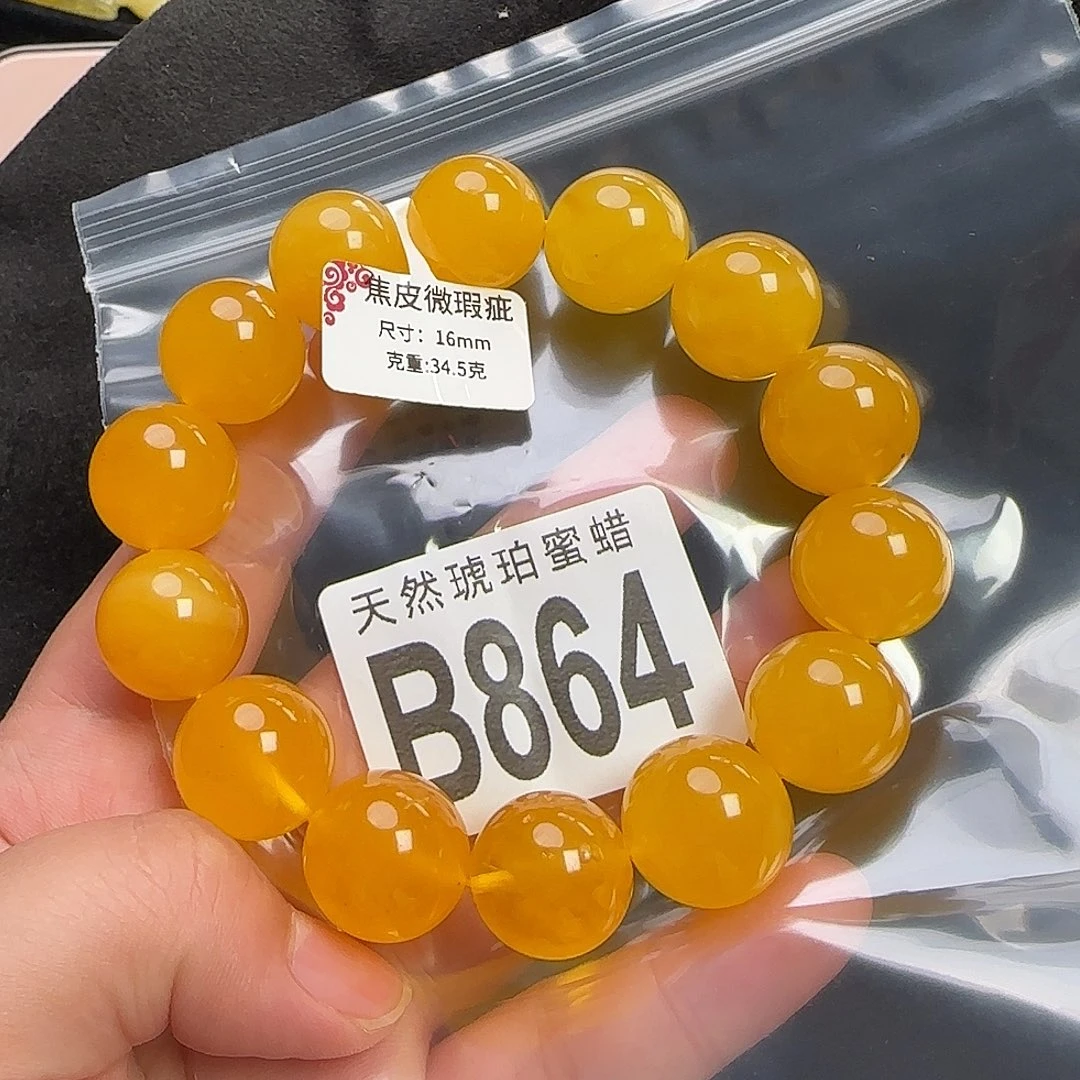 焦皮微瑕疵
尺寸：16mm
克重:34.5克
天然琥珀蜜蜡
B864